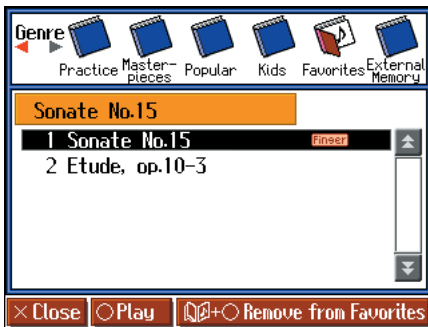 Genre
Practice Master-pieces Popular Kids Favorites External Memory
Sonate No.15
1 Sonate No.15 Finger
2 Etude, op.10-3
× Close ○ Play +○ Remove from Favorites